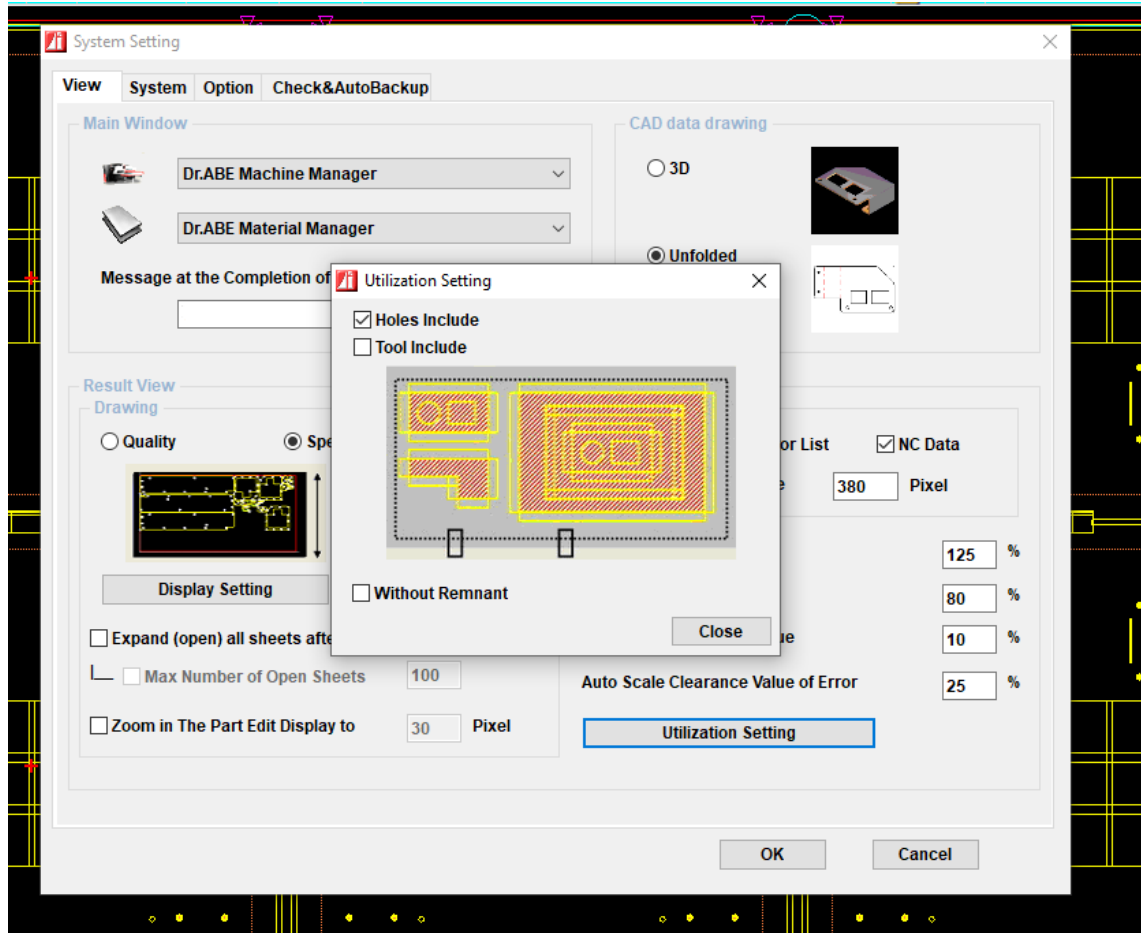 System Setting
View System Option Check&AutoBackup
Main Window
Dr.ABE Machine Manager
Dr.ABE Material Manager
Message at the Completion of
CAD data drawing
3D
Unfolded
Utilization Setting
Holes Include
Tool Include
Without Remnant
Close
Result View
Drawing
Quality
Display Setting
Expand (open) all sheets
Max Number of Open Sheets 100
Zoom in The Part Edit Display to 30 Pixel
List NC Data
380 Pixel
125 %
80 %
10 %
Auto Scale Clearance Value of Error 25 %
Utilization Setting
OK Cancel